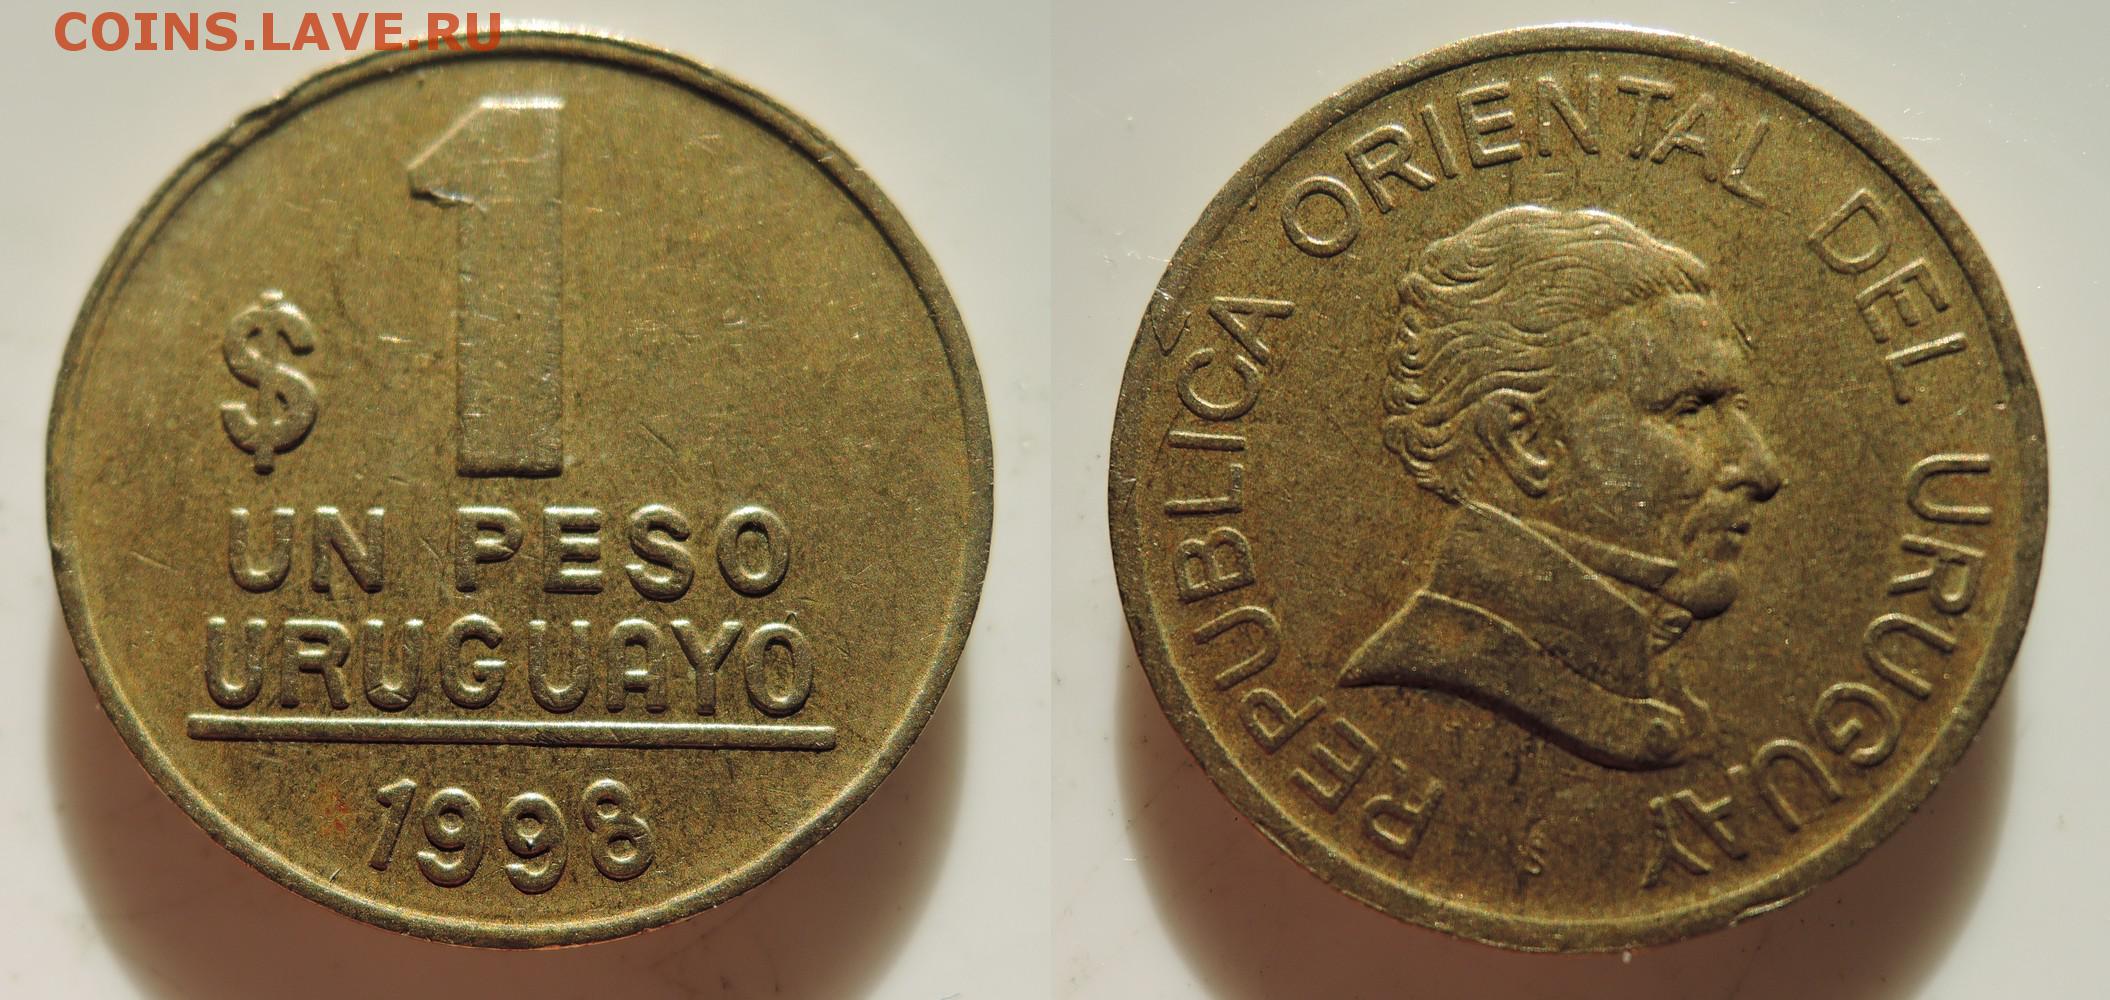 COINS.LAVE.RU
1
$
UN PESO
URUGUAYO
1998
REPUBLICA ORIENTAL DEL URUGUAY
S